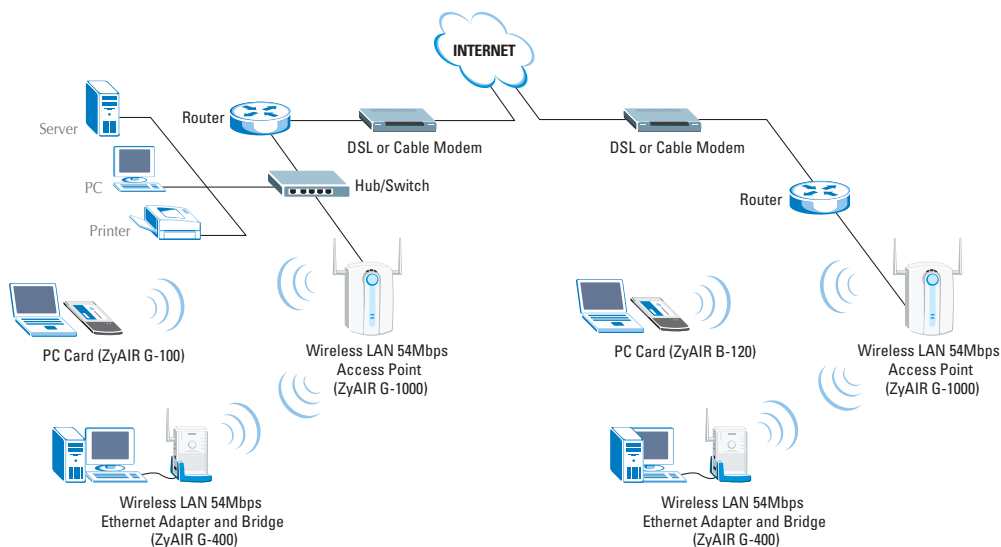 INTERNET
Server
Router
DSL or Cable Modem
DSL or Cable Modem
PC
Hub/Switch
Router
Printer
PC Card (ZyAIR G-100)
Wireless LAN 54Mbps
Access Point
(ZyAIR G-1000)
PC Card (ZyAIR B-120)
Wireless LAN 54Mbps
Access Point
(ZyAIR G-1000)
Wireless LAN 54Mbps
Ethernet Adapter and Bridge
(ZyAIR G-400)
Wireless LAN 54Mbps
Ethernet Adapter and Bridge
(ZyAIR G-400)